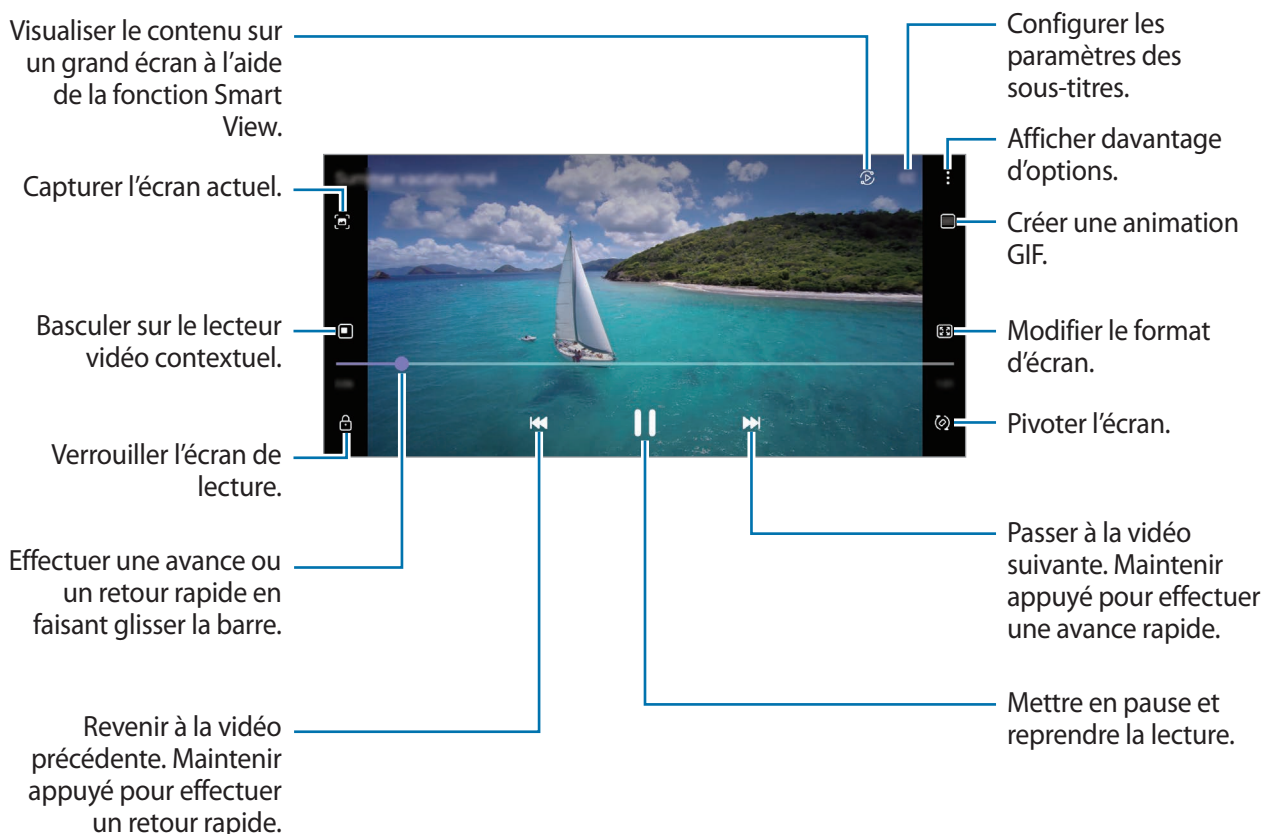 Visualiser le contenu sur
un grand écran à l'aide
de la fonction Smart
View.
Capturer l'écran actuel.
Basculer sur le lecteur
vidéo contextuel.
Verrouiller l'écran de
lecture.
Effectuer une avance ou
un retour rapide en
faisant glisser la barre.
Revenir à la vidéo
précédente. Maintenir
appuyé pour effectuer
un retour rapide.
Configurer les
paramètres des
sous-titres.
Afficher davantage
d'options.
Créer une animation
GIF.
Modifier le format
d'écran.
Pivoter l'écran.
Passer à la vidéo
suivante. Maintenir
appuyé pour effectuer
une avance rapide.
Mettre en pause et
reprendre la lecture.